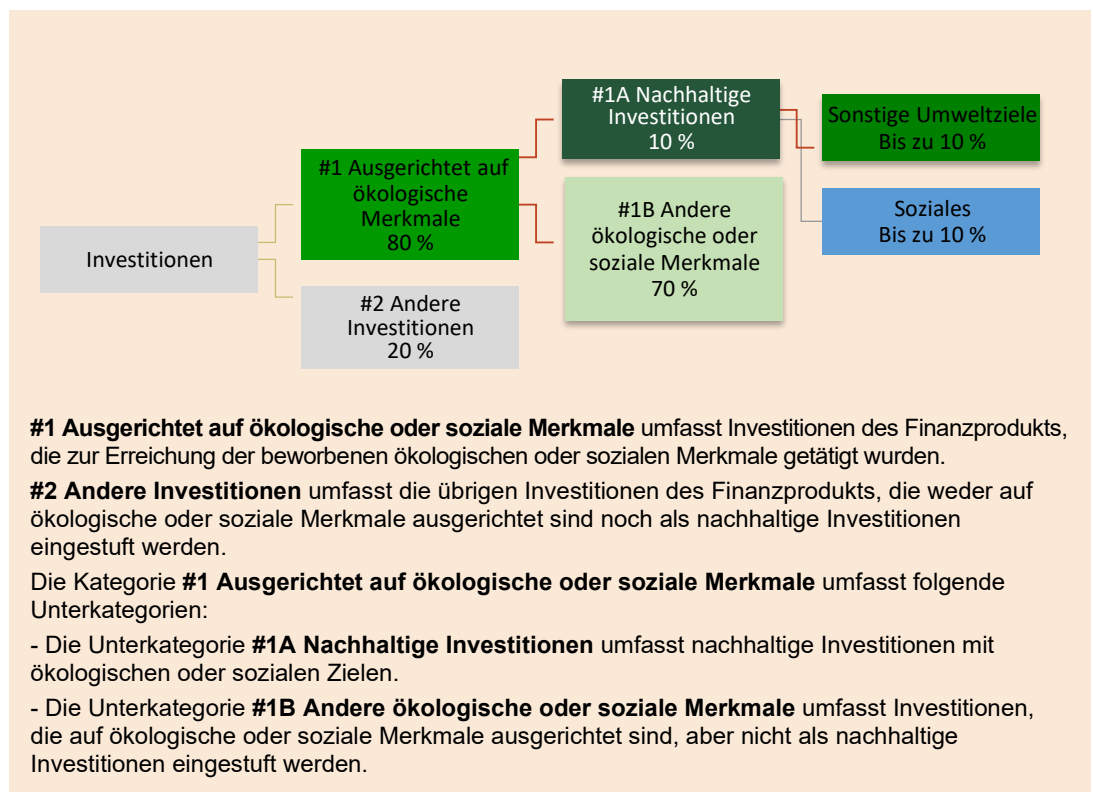 Investitionen
#1 Ausgerichtet auf
ökologische
Merkmale
80 %
#2 Andere
Investitionen
20 %
#1A Nachhaltige
Investitionen
10 %
#1B Andere
ökologische oder
soziale Merkmale
70 %
Sonstige Umweltziele
Bis zu 10 %
Soziales
Bis zu 10 %
#1 Ausgerichtet auf ökologische oder soziale Merkmale umfasst Investitionen des Finanzprodukts,
die zur Erreichung der beworbenen ökologischen oder sozialen Merkmale getätigt wurden.
#2 Andere Investitionen umfasst die übrigen Investitionen des Finanzprodukts, die weder auf
ökologische oder soziale Merkmale ausgerichtet sind noch als nachhaltige Investitionen
eingestuft werden.
Die Kategorie #1 Ausgerichtet auf ökologische oder soziale Merkmale umfasst folgende
Unterkategorien:
- Die Unterkategorie #1A Nachhaltige Investitionen umfasst nachhaltige Investitionen mit
ökologischen oder sozialen Zielen.
- Die Unterkategorie #1B Andere ökologische oder soziale Merkmale umfasst Investitionen,
die auf ökologische oder soziale Merkmale ausgerichtet sind, aber nicht als nachhaltige
Investitionen eingestuft werden.